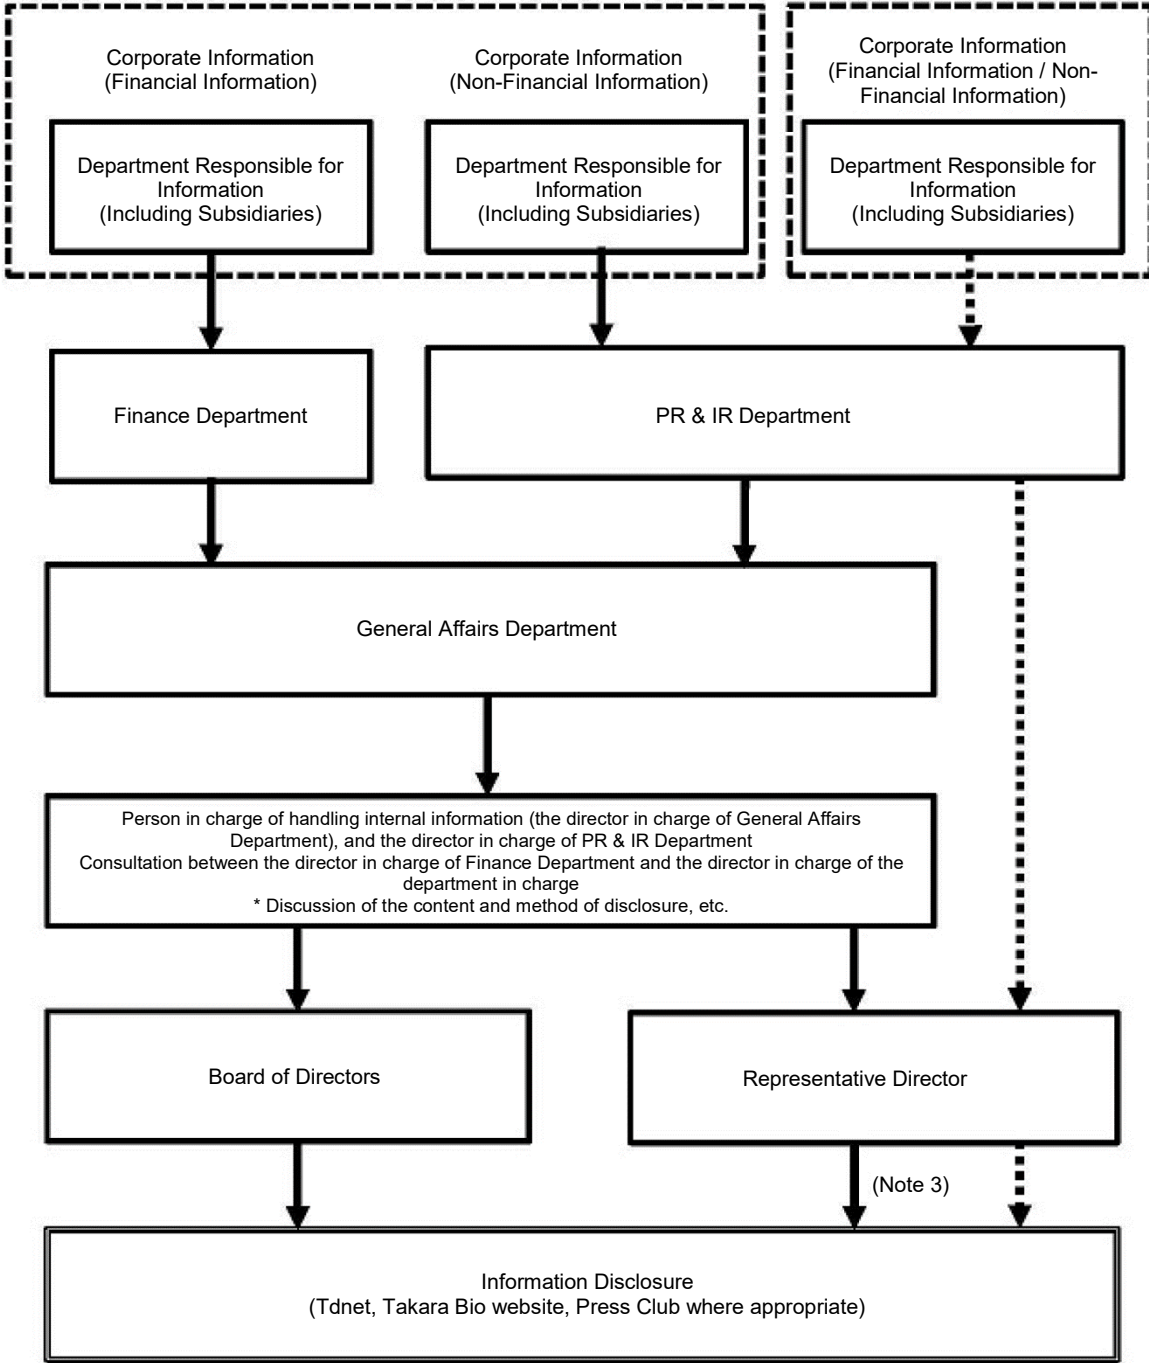 Corporate Information
(Financial Information)
Corporate Information
(Non-Financial Information)
Corporate Information
(Financial Information / Non-
Financial Information)
Department Responsible for
Information
(Including Subsidiaries)
Department Responsible for
Information
(Including Subsidiaries)
Department Responsible for
Information
(Including Subsidiaries)
Finance Department
PR & IR Department
General Affairs Department
Person in charge of handling internal information (the director in charge of General Affairs
Department), and the director in charge of PR & IR Department
Consultation between the director in charge of Finance Department and the director in charge of the
department in charge
* Discussion of the content and method of disclosure, etc.
Board of Directors
Representative Director
(Note 3)
Information Disclosure
(Tdnet, Takara Bio website, Press Club where appropriate)